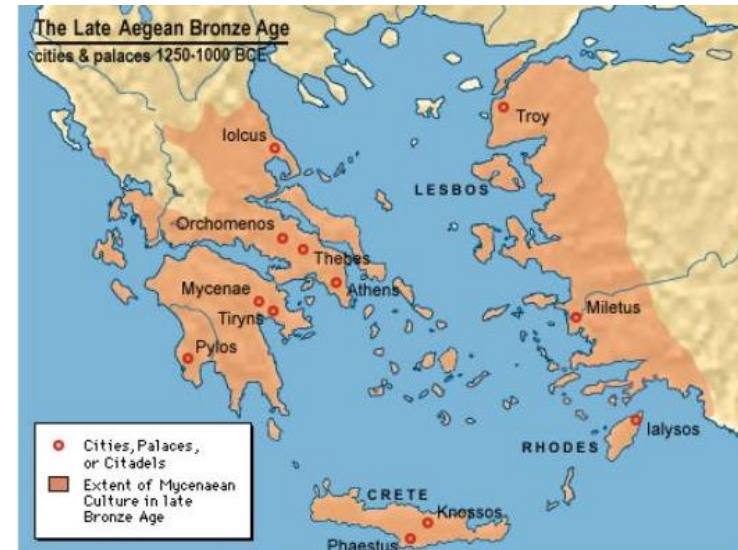 The Late Aegean Bronze Age
cities & palaces 1250-1000 BCE
Iolcus
Troy
LESBOS
Orchomenos
Thebes
Athens
Mycenae
Tiryns
Miletus
Pylos
Ialysos
RHODES
CRETE
Knossos
Phaestus
Cities, Palaces,
or Citadels
Extent of Mycenaean
Culture in late
Bronze Age